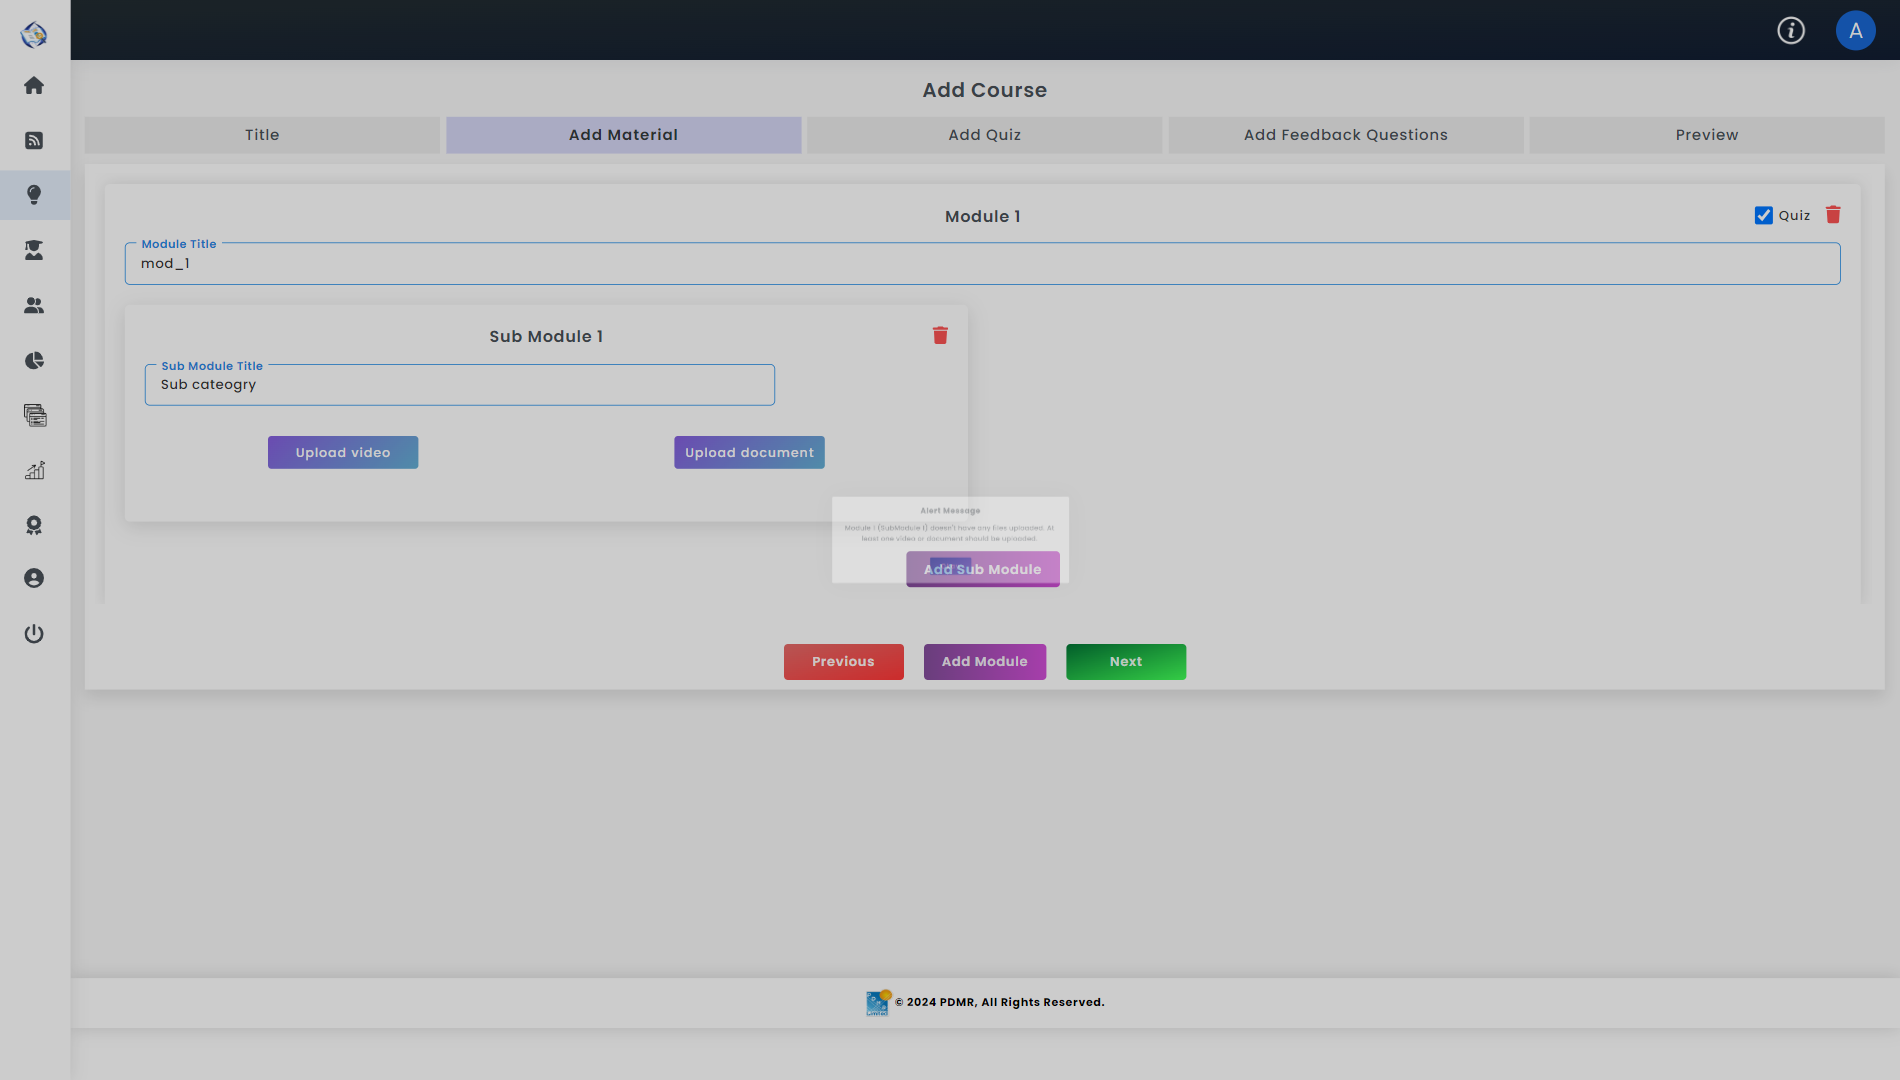 A
Add Course
Title
Add Material
Add Quiz
Add Feedback Questions
Preview
Module 1
Quiz
Module Title
mod_1
Sub Module 1
Sub Module Title
Sub cateogry
Upload video
Upload document
Alert Message
Module 1 (SubModule 1) doesn't have any files uploaded. At
least one video or document should be uploaded.
Add Sub Module
Previous
Add Module
Next
© 2024 PDMR, All Rights Reserved.